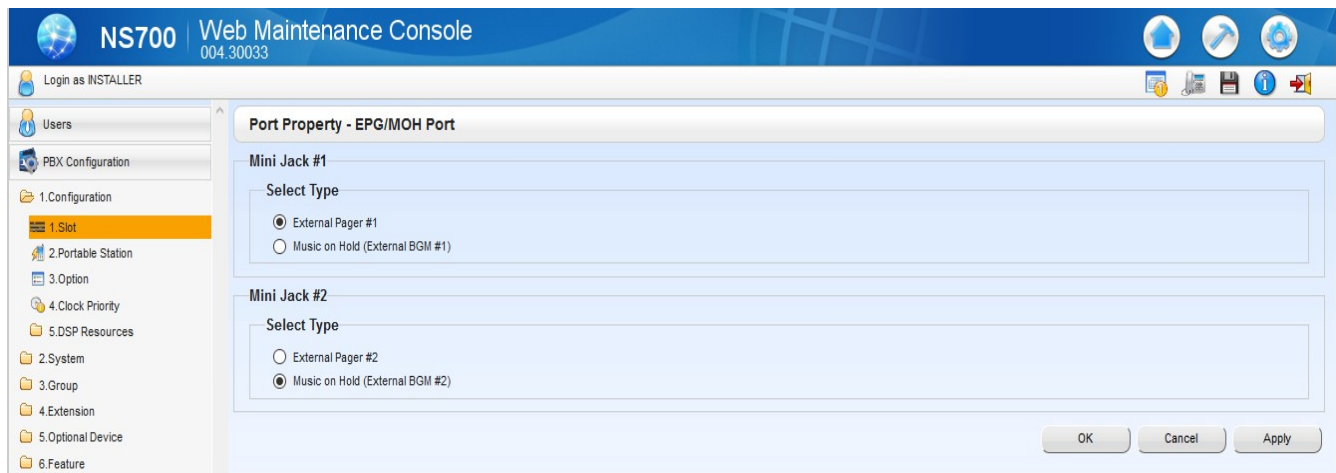 NS700
Web Maintenance Console
004.30033
Login as INSTALLER
Users
PBX Configuration
1.Configuration
1.Slot
2.Portable Station
3.Option
4.Clock Priority
5.DSP Resources
2.System
3.Group
4.Extension
5.Optional Device
6.Feature
Port Property - EPG/MOH Port
Mini Jack #1
Select Type
External Pager #1
Music on Hold (External BGM #1)
Mini Jack #2
Select Type
External Pager #2
Music on Hold (External BGM #2)
OK
Cancel
Apply